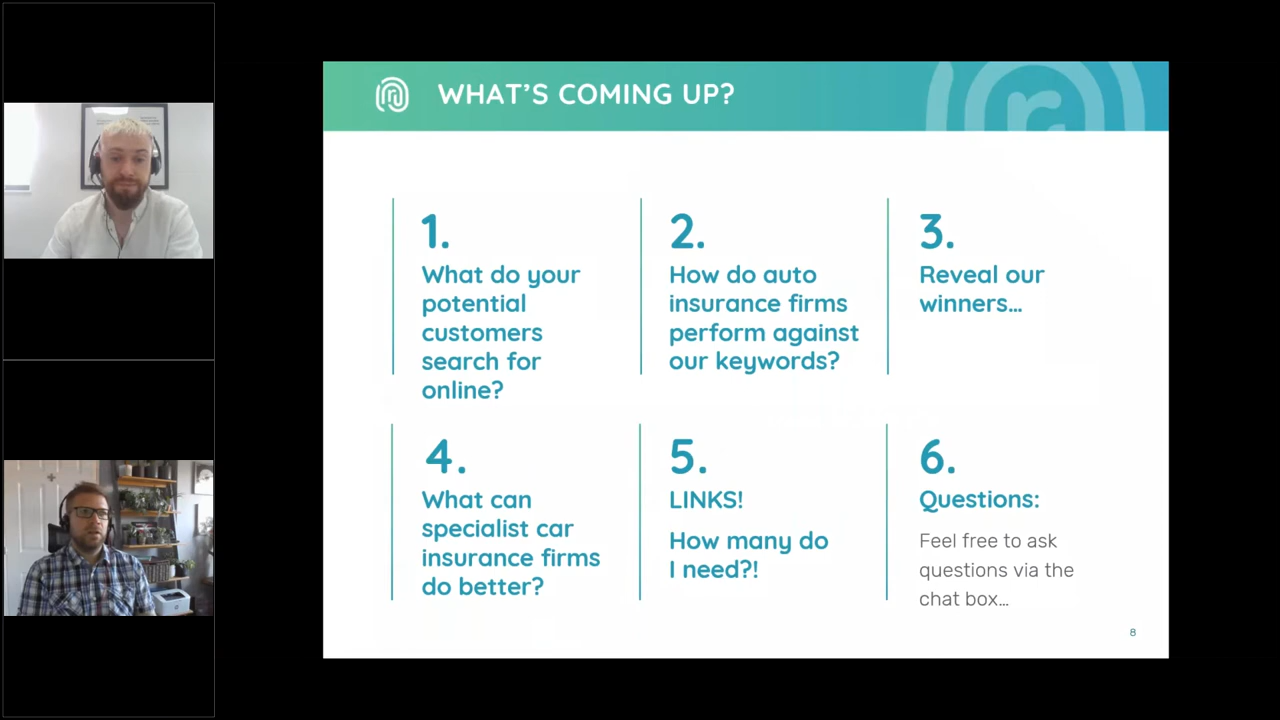 WHAT'S COMING UP?
1.
What do your
potential
customers
search for
online?
2.
How do auto
insurance firms
perform against
our keywords?
3.
Reveal our
winners...
4.
What can
specialist car
insurance firms
do better?
5.
LINKS!
How many do
I need?!
6.
Questions:
Feel free to ask
questions via the
chat box...
8